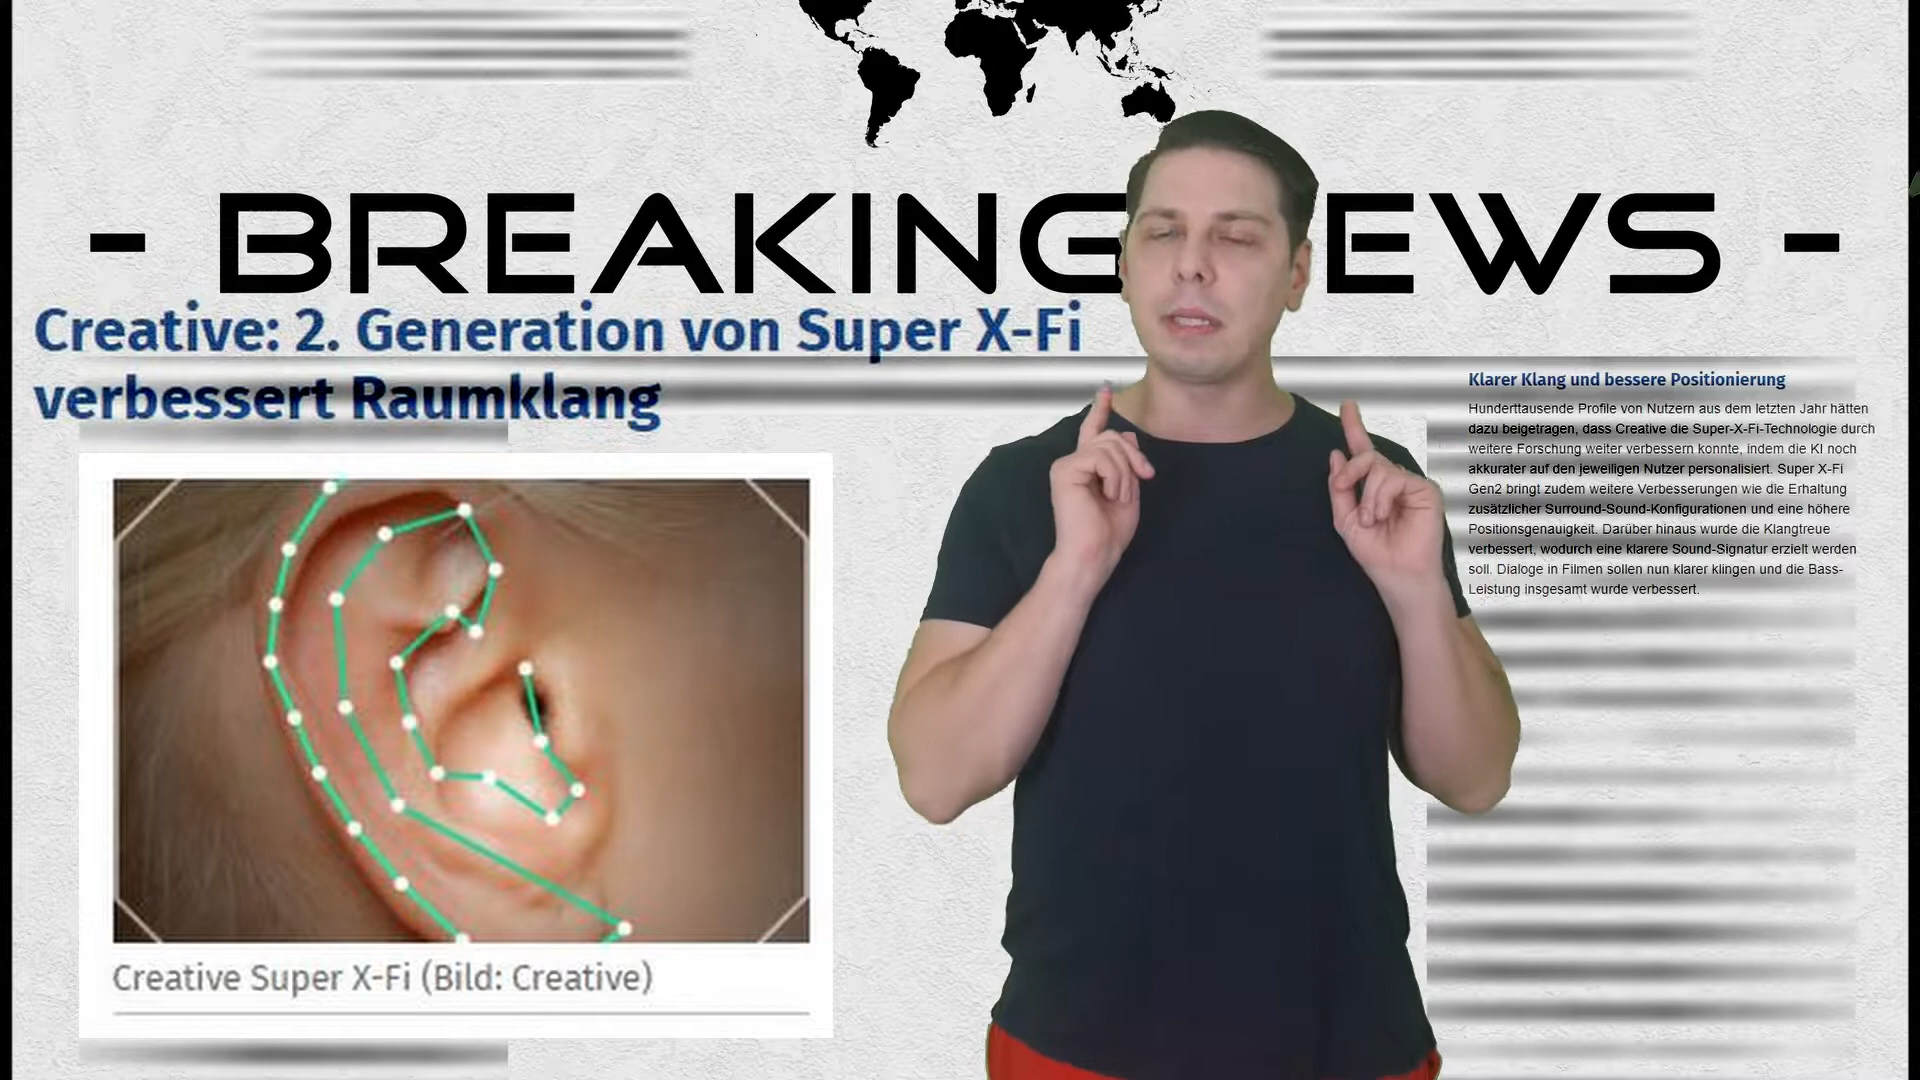 - BREAKING EWS -
Creative: 2. Generation von Super X-Fi
verbessert Raumklang
Creative Super X-Fi (Bild: Creative)
Klarer Klang und bessere Positionierung
Hunderttausende Profile von Nutzern aus dem letzten Jahr hätten
dazu beigetragen, dass Creative die Super-X-Fi-Technologie durch
weitere Forschung weiter verbessern konnte, indem die KI noch
akkurater auf den jeweiligen Nutzer personalisiert. Super X-Fi
Gen2 bringt zudem weitere Verbesserungen wie die Erhaltung
zusätzlicher Surround-Sound-Konfigurationen und eine höhere
Positionsgenauigkeit. Darüber hinaus wurde die Klangtreue
verbessert, wodurch eine klarere Sound-Signatur erzielt werden
soll. Dialoge in Filmen sollen nun klarer klingen und die Bass-
Leistung insgesamt wurde verbessert.